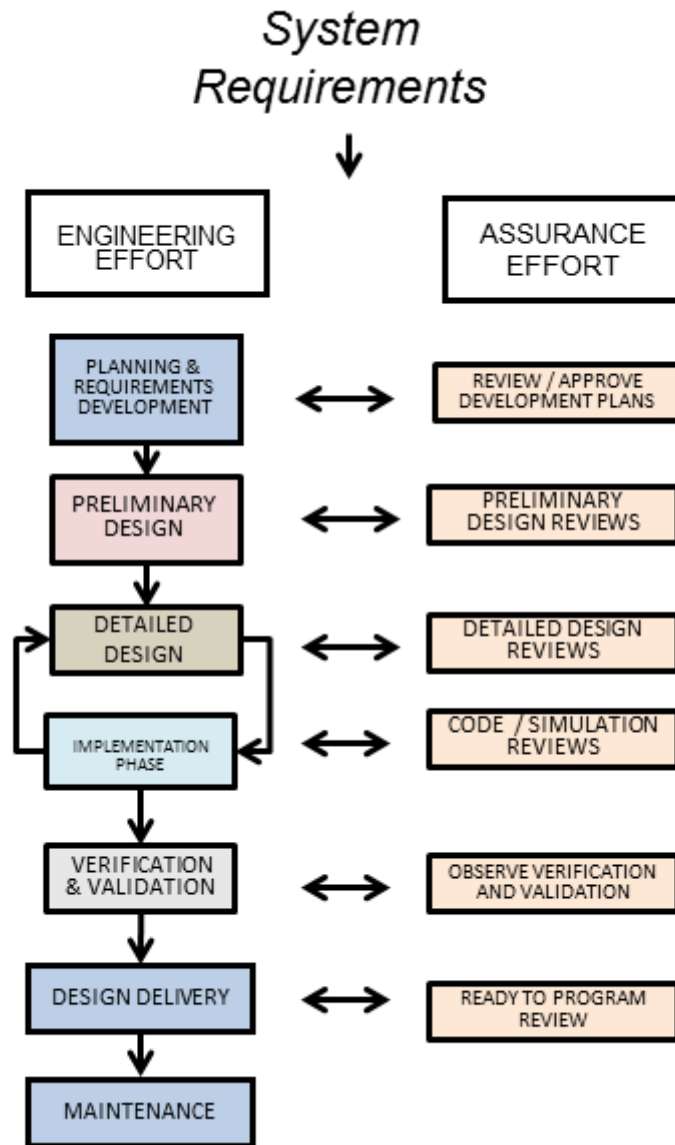 System
Requirements
ENGINEERING
EFFORT
ASSURANCE
EFFORT
PLANNING &
REQUIREMENTS
DEVELOPMENT
REVIEW / APPROVE
DEVELOPMENT PLANS
PRELIMINARY
DESIGN
PRELIMINARY
DESIGN REVIEWS
DETAILED
DESIGN
DETAILED DESIGN
REVIEWS
IMPLEMENTATION
PHASE
CODE / SIMULATION
REVIEWS
VERIFICATION
& VALIDATION
OBSERVE VERIFICATION
AND VALIDATION
DESIGN DELIVERY
READY TO PROGRAM
REVIEW
MAINTENANCE